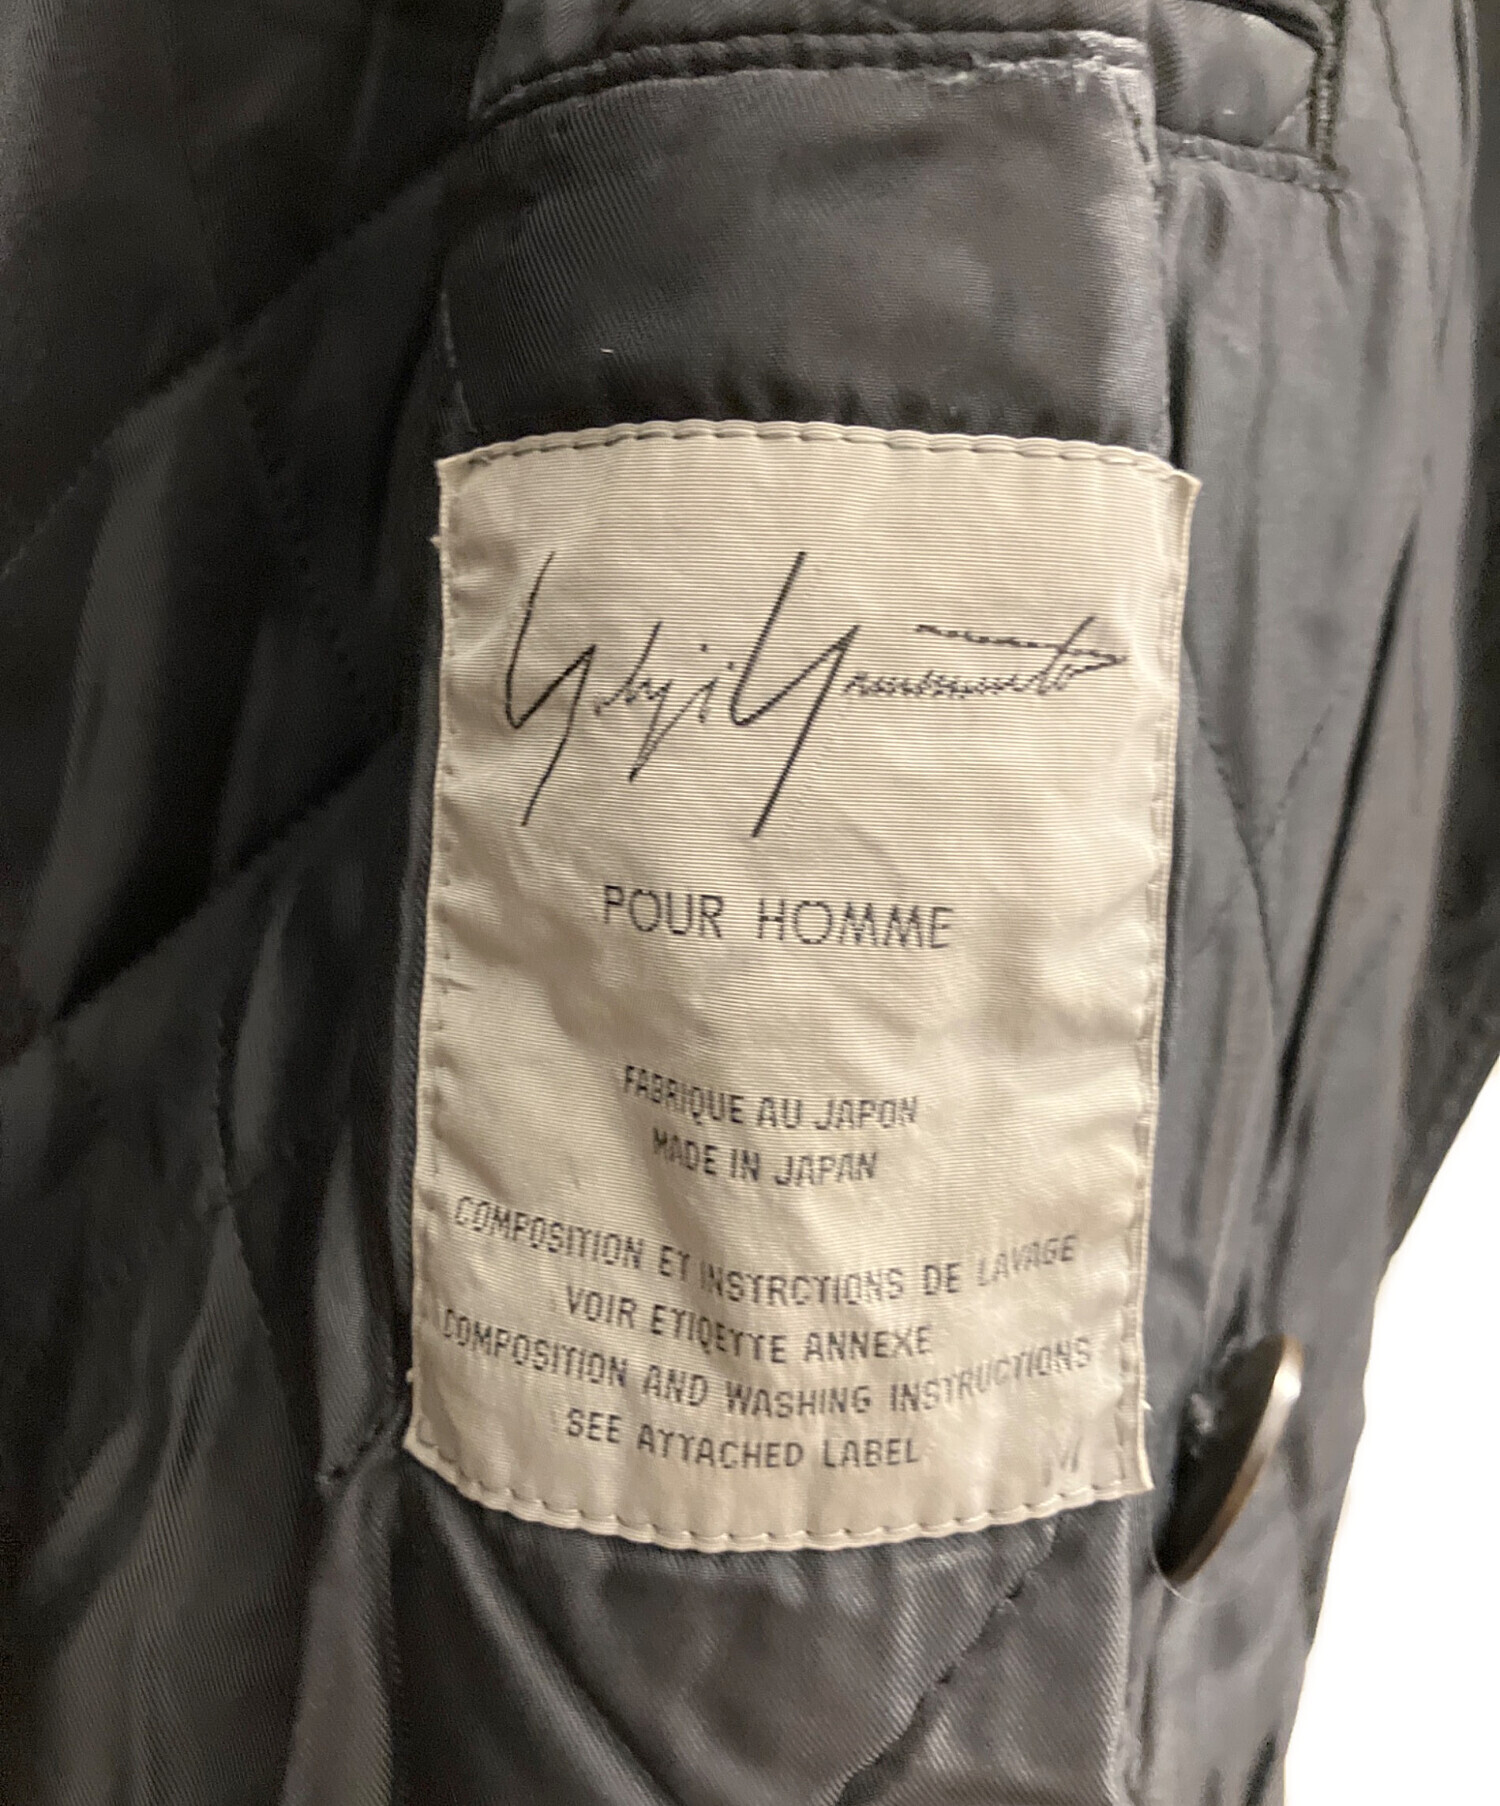 Yohji Yamamoto
POUR HOMME
FABRIQUE AU JAPON
MADE IN JAPAN
COMPOSITION ET INSTRCTIONS DE LAVAGE
VOIR ETIQETTE ANNEXE
COMPOSITION AND WASHING INSTRUCTIONS
SEE ATTACHED LABEL
M